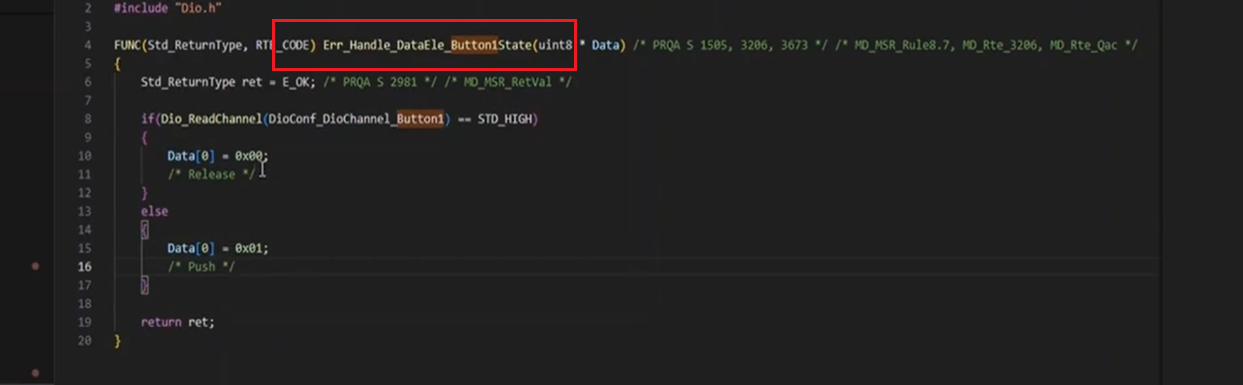 2 #include "Dio.h"
3
4 FUNC(Std_ReturnType, RTE_CODE) Err_Handle_DataEle_Button1State(uint8 * Data) /* PRQA S 1505, 3206, 3673 */ /* MD_MSR_Rule8.7, MD_Rte_3206, MD_Rte_Qac */
5 {
6 Std_ReturnType ret = E_OK; /* PRQA S 2981 */ /* MD_MSR_RetVal */
7
8 if(Dio_ReadChannel(DioConf_DioChannel_Button1) == STD_HIGH)
9 {
10 Data[0] = 0x00;
11 /* Release */
12 }
13 else
14 {
15 Data[0] = 0x01;
16 /* Push */
17 }
18
19 return ret;
20 }